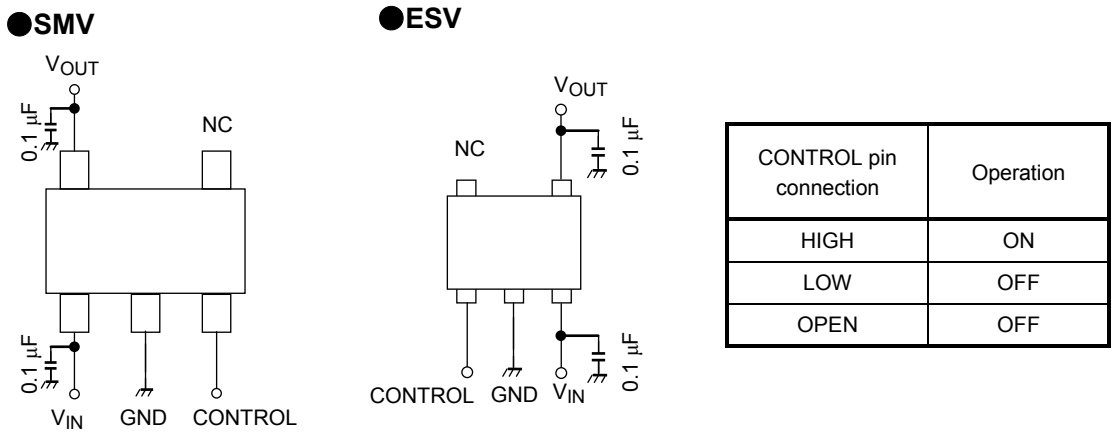 ●SMV
VOUT
0.1 μF
NC
0.1 μF
VIN
GND
CONTROL
●ESV
VOUT
NC
0.1 μF
CONTROL
GND
VIN
0.1 μF
CONTROL pin
connection
Operation
HIGH
ON
LOW
OFF
OPEN
OFF